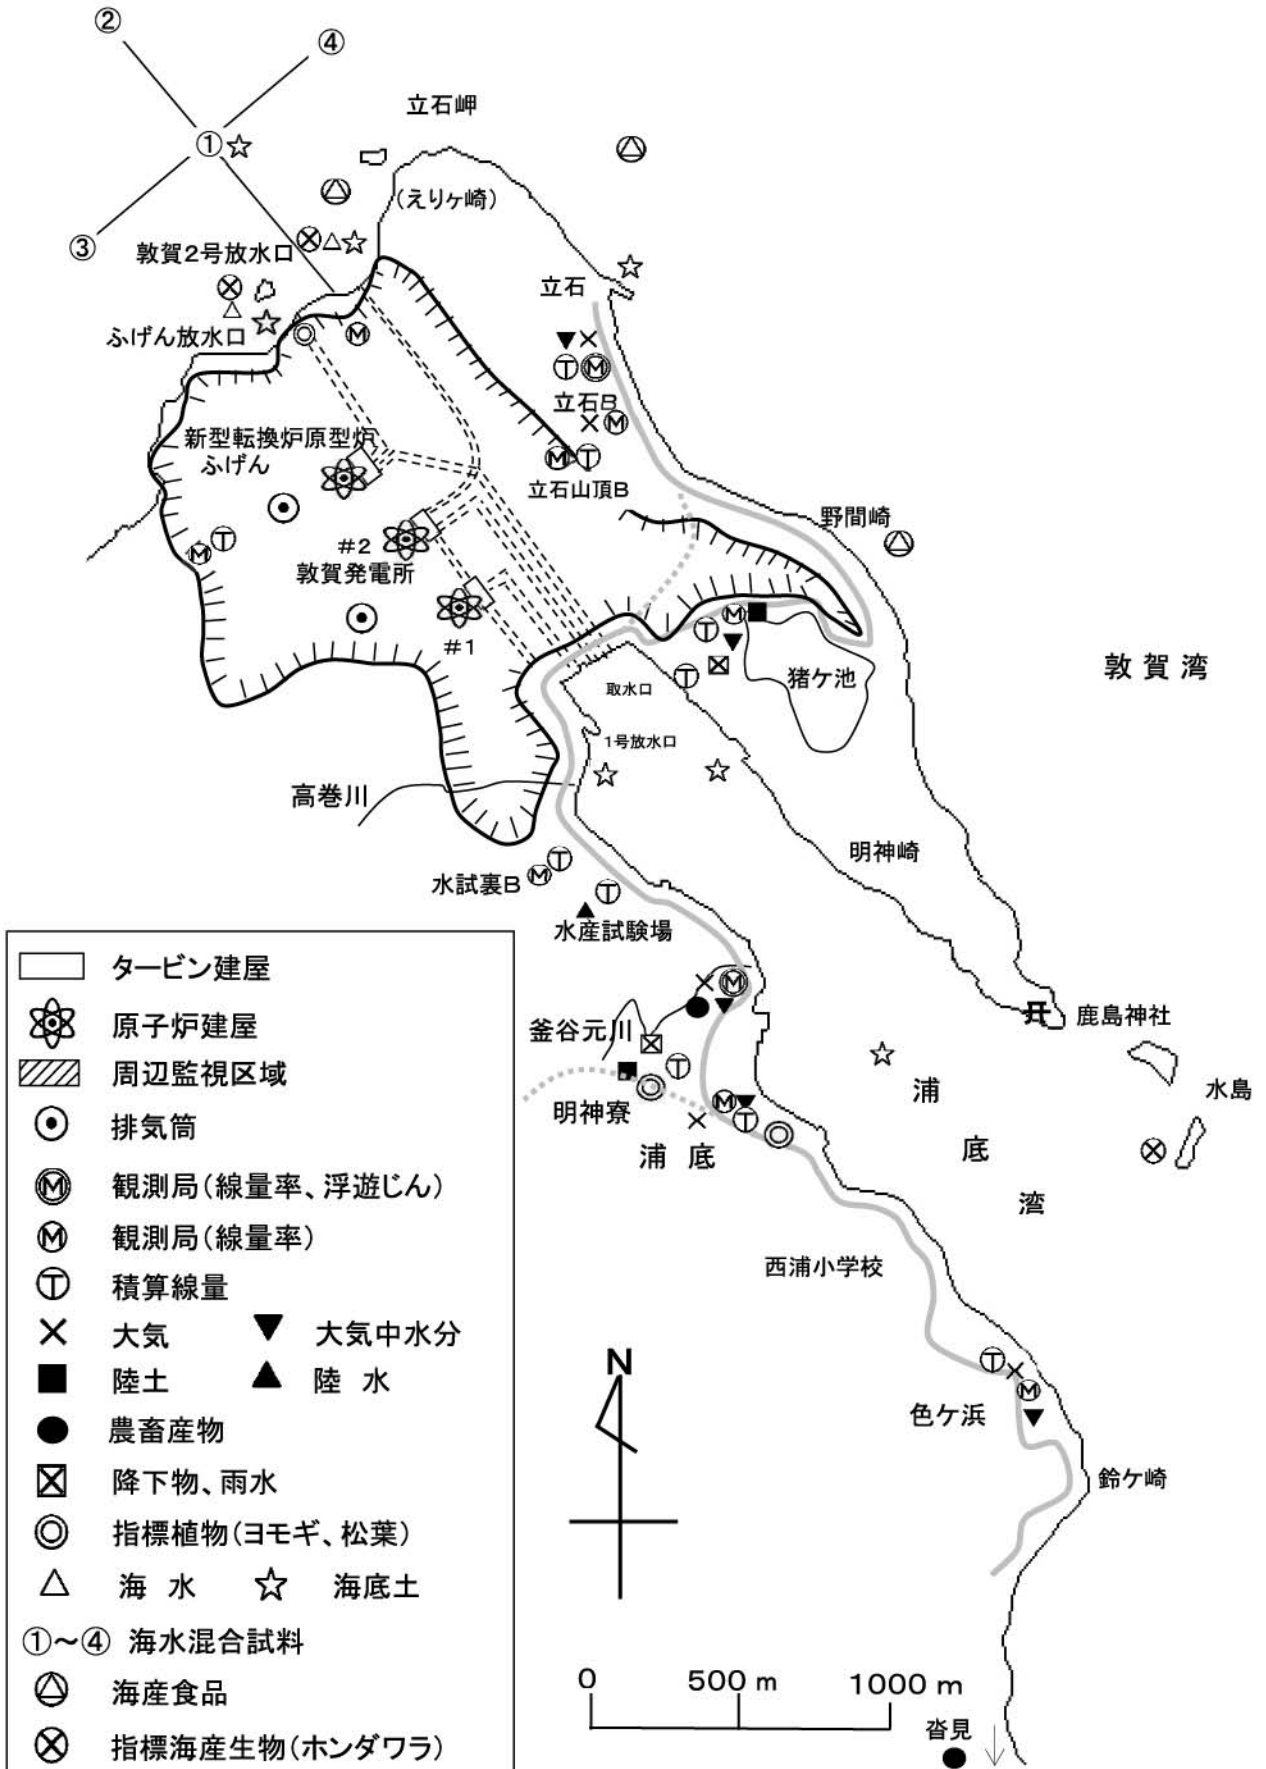 ②
④
立石岬
①
(えりヶ崎)
③
敦賀2号放水口
立石
ふげん放水口
立石B
新型転換炉原型炉
ふげん
立石山頂B
野間崎
#2
敦賀発電所
#1
敦賀湾
猪ケ池
取水口
1号放水口
高巻川
明神崎
水試裏B
水産試験場
鹿島神社
釜谷元川
水島
明神寮
浦底
浦底湾
西浦小学校
色ケ浜
鈴ケ崎
タービン建屋
原子炉建屋
周辺監視区域
排気筒
観測局(線量率、浮遊じん)
観測局(線量率)
積算線量
大気 大気中水分
陸土 陸水
農畜産物
降下物、雨水
指標植物(ヨモギ、松葉)
海水 海底土
①～④ 海水混合試料
海産食品
指標海産生物(ホンダワラ)
N
0 500m 1000m
沓見